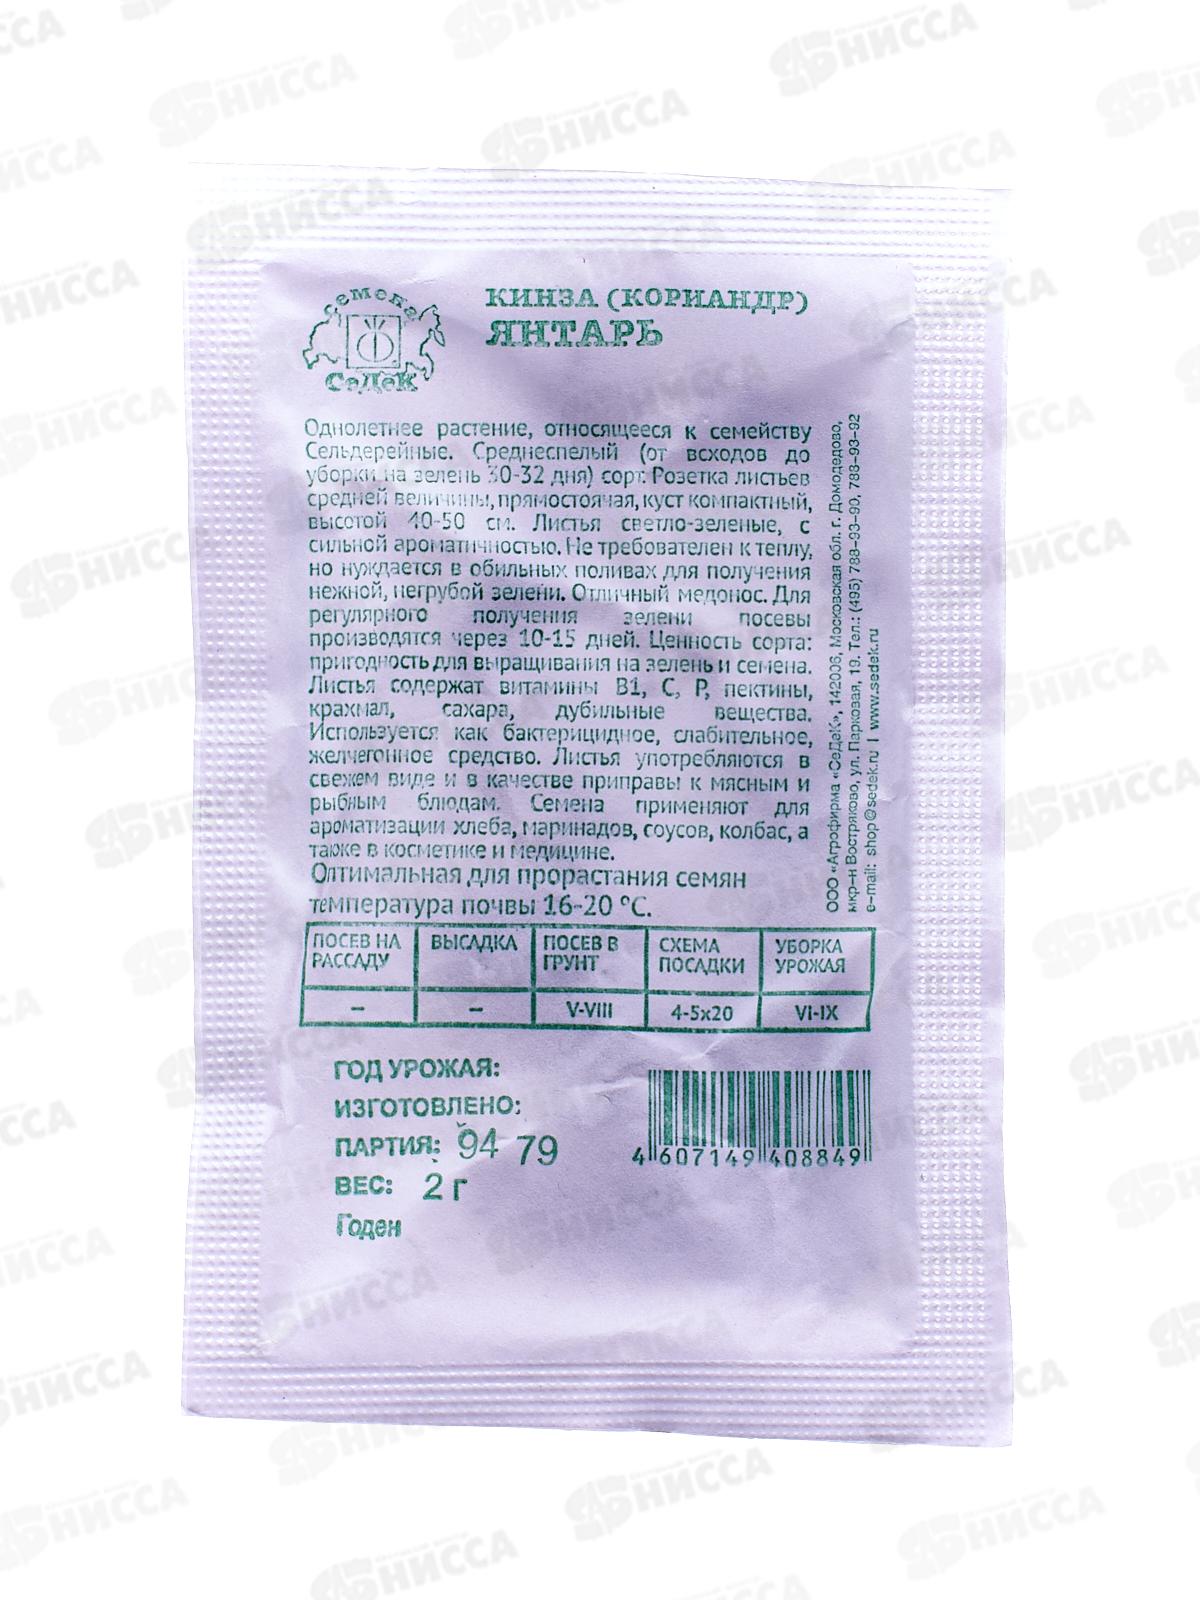 семена
СеДеК
КИНЗА (КОРИАНДР)
ЯНТАРЬ
Однолетнее растение, относящееся к семейству
Сельдерейные. Среднеспелый (от всходов до
уборки на зелень 30-32 дня) сорт. Розетка листьев
средней величины, прямостоячая, куст компактный,
высотой 40-50 см. Листья светло-зеленые, с
сильной ароматичностью. Не требователен к теплу,
но нуждается в обильных поливах для получения
нежной, негрубой зелени. Отличный медонос. Для
регулярного получения зелени посевы
производятся через 10-15 дней. Ценность сорта:
пригодность для выращивания на зелень и семена.
Листья содержат витамины В1, С, Р, пектины,
крахмал, сахара, дубильные вещества.
Используется как бактерицидное, слабительное,
желчегонное средство. Листья употребляются в
свежем виде и в качестве приправы к мясным и
рыбным блюдам. Семена применяют для
ароматизации хлеба, маринадов, соусов, колбас, а
также в косметике и медицине.
Оптимальная для прорастания семян
температура почвы 16-20 °С.
ООО «Агрофирма «СеДеК», 142006, Московская обл. г. Домодедово,
мкр-н Востряково, ул. Парковая, 19. Тел.: (495) 788-93-90, 788-93-92
e-mail: shop@sedek.ru | www.sedek.ru
ПОСЕВ НА РАССАДУ ВЫСАДКА ПОСЕВ В ГРУНТ СХЕМА ПОСАДКИ УБОРКА УРОЖАЯ
– – V-VIII 4-5х20 VI-IX
ГОД УРОЖАЯ:
ИЗГОТОВЛЕНО:
ПАРТИЯ: 94 79
ВЕС: 2 г
Годен
4 607149 408849
НИССА